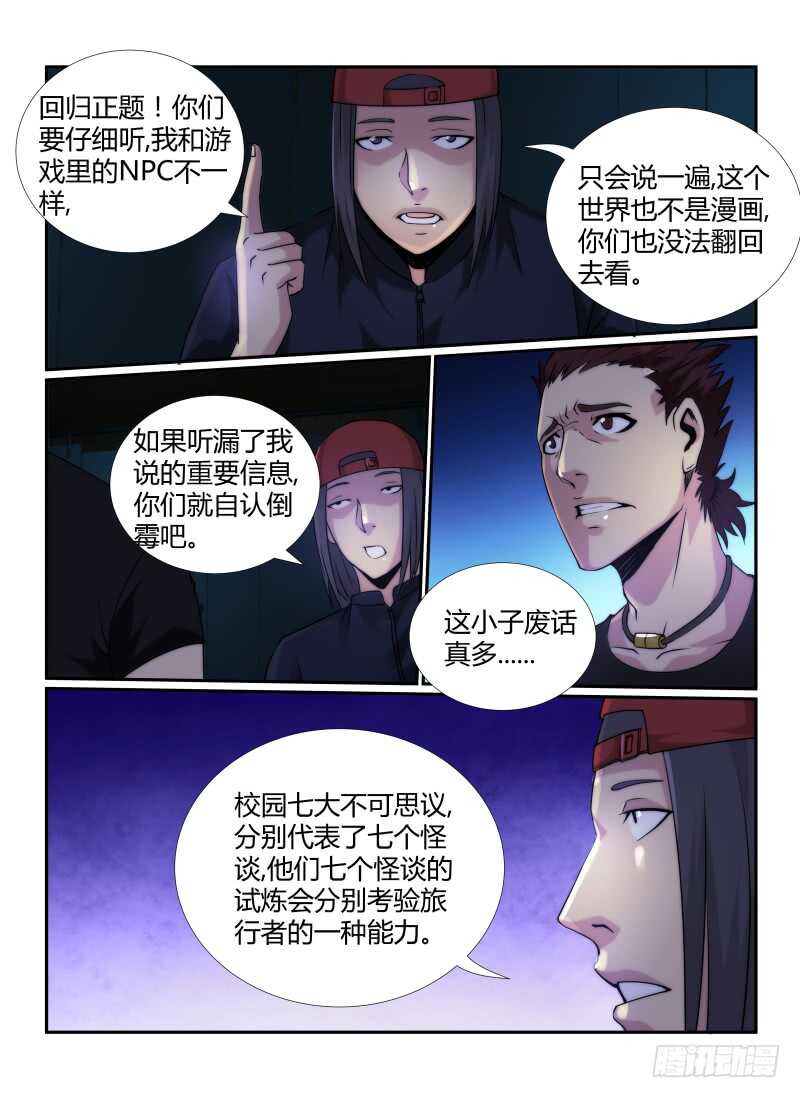 回归正题！你们
要仔细听,我和游
戏里的NPC不一
样,
只会说一遍,这个
世界也不是漫画,
你们也没法翻回
去看。
如果听漏了我
说的重要信息,
你们就自认倒
霉吧。
这小子废话
真多……
校园七大不可思议,
分别代表了七个怪
谈,他们七个怪谈的
试炼会分别考验旅
行者的一种能力。
腾讯动漫